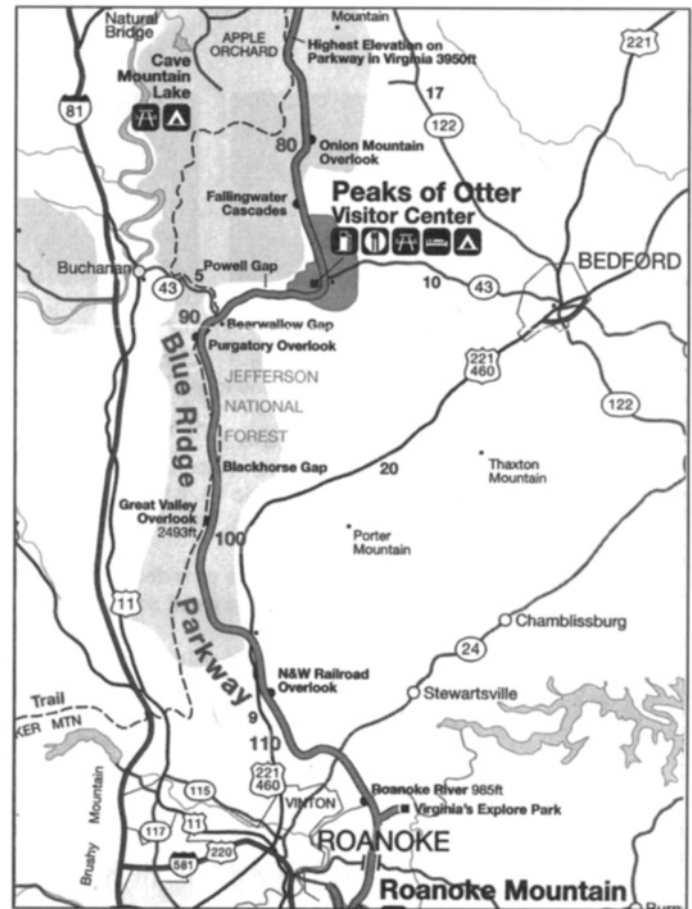 Natural
Bridge
APPLE
ORCHARD
Mountain
Highest Elevation on
Parkway in Virginia 3950ft
221
Cave
Mountain
Lake
81
17
122
80
Onion Mountain
Overlook
Fallingwater
Cascades
Peaks of Otter
Visitor Center
Buchanan
5
43
Powell Gap
10
43
BEDFORD
90
Bearwallow Gap
Purgatory Overlook
221
460
122
Blue Ridge
Parkway
JEFFERSON
NATIONAL
FOREST
Blackhorse Gap
20
Thaxton
Mountain
Great Valley
Overlook
2493ft
100
Porter
Mountain
11
Chamblissburg
24
N&W Railroad
Overlook
Stewartsville
Trail
KER MTN
9
110
221
460
Roanoke River 985ft
Virginia's Explore Park
115
VINTON
Brushy Mountain
117
11
220
581
ROANOKE
Roanoke Mountain